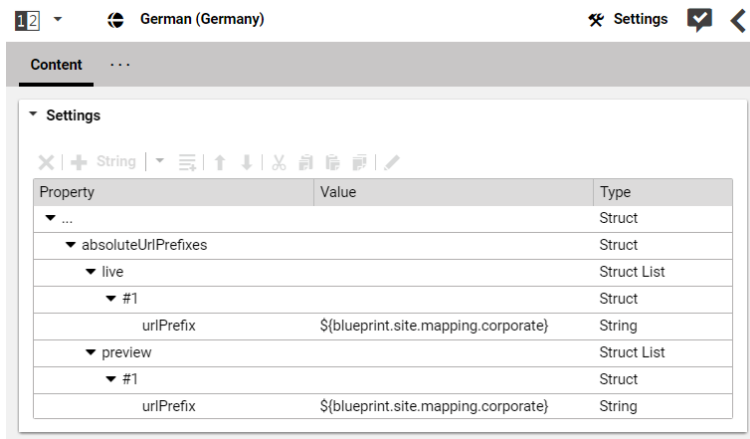 12 German (Germany) Settings
Content ...
Settings
String
Property Value Type
... Struct
absoluteUrlPrefixes Struct
live Struct List
#1 Struct
urlPrefix ${blueprint.site.mapping.corporate} String
preview Struct List
#1 Struct
urlPrefix ${blueprint.site.mapping.corporate} String